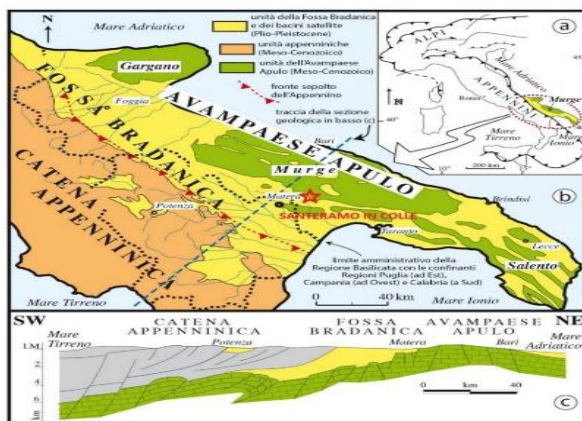 N
Mare Adriatico
unità della Fossa Bradanica
e dei bacini satellite
(Plio-Pleistocene)
unità appenniniche
(Meso-Cenozoico)
unità dell'Avampaese
Apulo (Meso-Cenozoico)
fronte sepolto
dell'Appennino
traccia della sezione
geologica in basso (c)
Gargano
Foggia
FOSSA BRADANICA
AVAMPAESE APULO
CATENA
APPENNINICA
Bari
Murge
Matera
SANTERAMO IN COLLE
Potenza
Taranto
Brindisi
Lecce
Salento
limite amministrativo della
Regione Basilicata con le confinanti
Regioni Puglia (ad Est),
Campania (ad Ovest) e Calabria (a Sud)
Mare Tirreno
0 km 40
Mare Ionio
b
ALPI
APPENNINI
Mare Adriatico
Roma
Murge
N
40°
Mare
Tirreno
Mare
Ionio
200 km
a
SW
NE
CATENA
APPENNINICA
FOSSA
BRADANICA
AVAMPAESE
APULO
Mare
Tirreno
Potenza
Matera
Bari
Mare
Adriatico
2
4
6
km
0 km 40
c